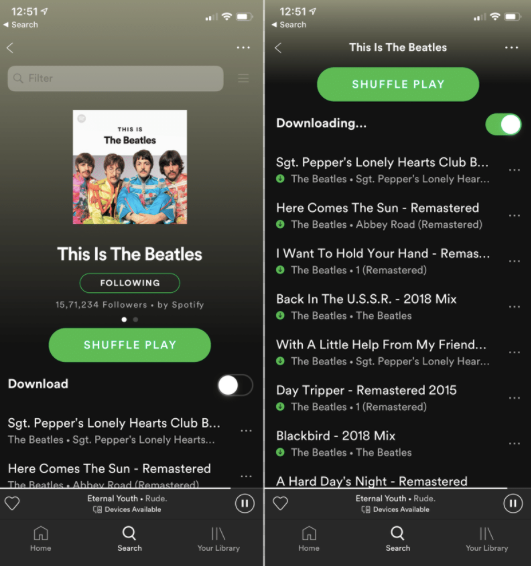 12:51
Search
Filter
THIS IS
The Beatles
This Is The Beatles
FOLLOWING
15,71,234 Followers • by Spotify
SHUFFLE PLAY
Download
Sgt. Pepper's Lonely Hearts Club B...
The Beatles • Sgt. Pepper's Lonely Hearts...
Here Comes The Sun - Remastered
The Beatles • Abbey Road (Remastered)
Eternal Youth • Rude.
Devices Available
Home
Search
Your Library
12:51
Search
This Is The Beatles
SHUFFLE PLAY
Downloading...
Sgt. Pepper's Lonely Hearts Club B...
The Beatles • Sgt. Pepper's Lonely Hear...
Here Comes The Sun - Remastered
The Beatles • Abbey Road (Remastered)
I Want To Hold Your Hand - Remas...
The Beatles • 1 (Remastered)
Back In The U.S.S.R. - 2018 Mix
The Beatles • The Beatles
With A Little Help From My Friend...
The Beatles • Sgt. Pepper's Lonely Hear...
Day Tripper - Remastered 2015
The Beatles • 1 (Remastered)
Blackbird - 2018 Mix
The Beatles • The Beatles
A Hard Day's Night - Remastered
Eternal Youth • Rude.
Devices Available
Home
Search
Your Library